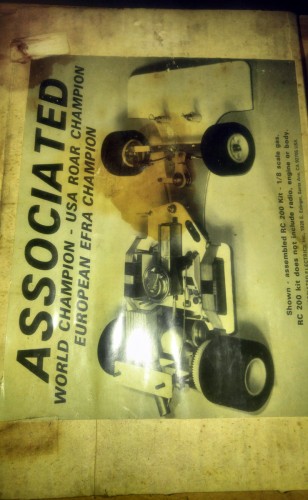 ASSOCIATED
WORLD CHAMPION - USA ROAR CHAMPION
EUROPEAN EFRA CHAMPION
Shown - assembled RC 200 Kit - 1/8 scale gas.
RC 200 kit does not include radio, engine or body.